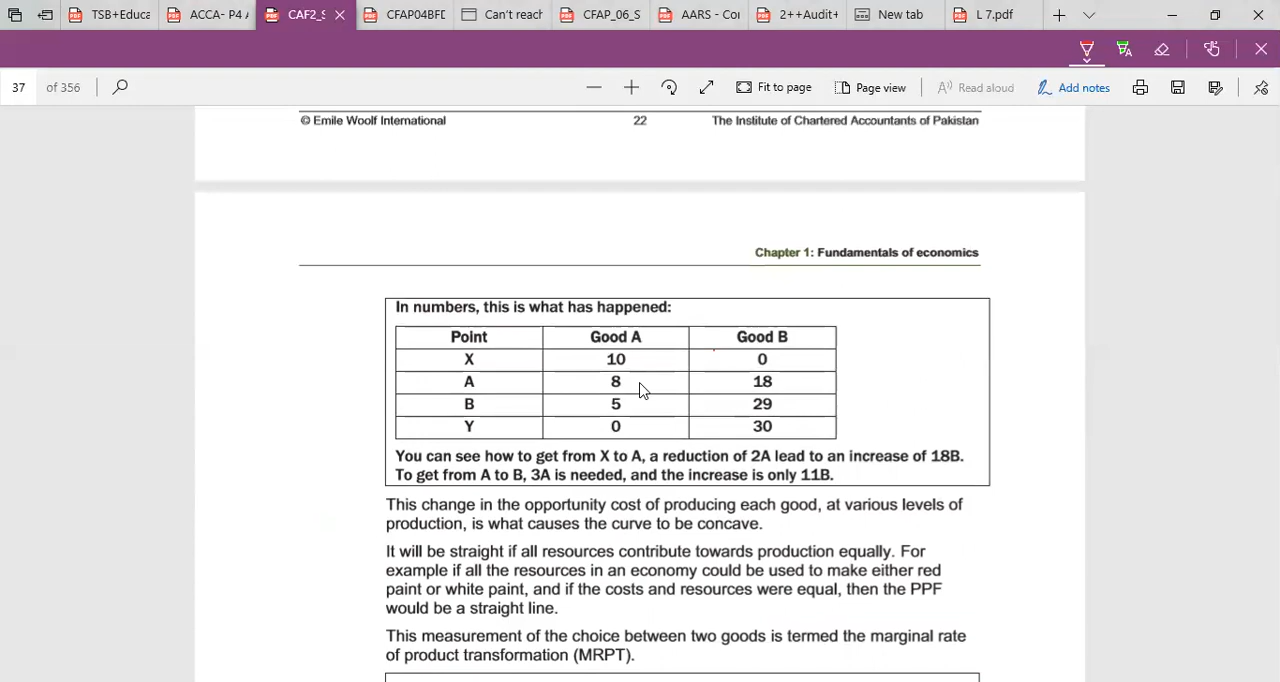 TSB+Educa
ACCA- P4 A
CAF2_S
CFAP04BFD
Can't reach
CFAP_06_S
AARS - Cor
2++Audit+
New tab
L 7.pdf
37 of 356
Fit to page
Page view
Read aloud
Add notes
© Emile Woolf International 22 The Institute of Chartered Accountants of Pakistan
Chapter 1: Fundamentals of economics
In numbers, this is what has happened:
Point Good A Good B
X 10 0
A 8 18
B 5 29
Y 0 30
You can see how to get from X to A, a reduction of 2A lead to an increase of 18B.
To get from A to B, 3A is needed, and the increase is only 11B.
This change in the opportunity cost of producing each good, at various levels of
production, is what causes the curve to be concave.
It will be straight if all resources contribute towards production equally. For
example if all the resources in an economy could be used to make either red
paint or white paint, and if the costs and resources were equal, then the PPF
would be a straight line.
This measurement of the choice between two goods is termed the marginal rate
of product transformation (MRPT).